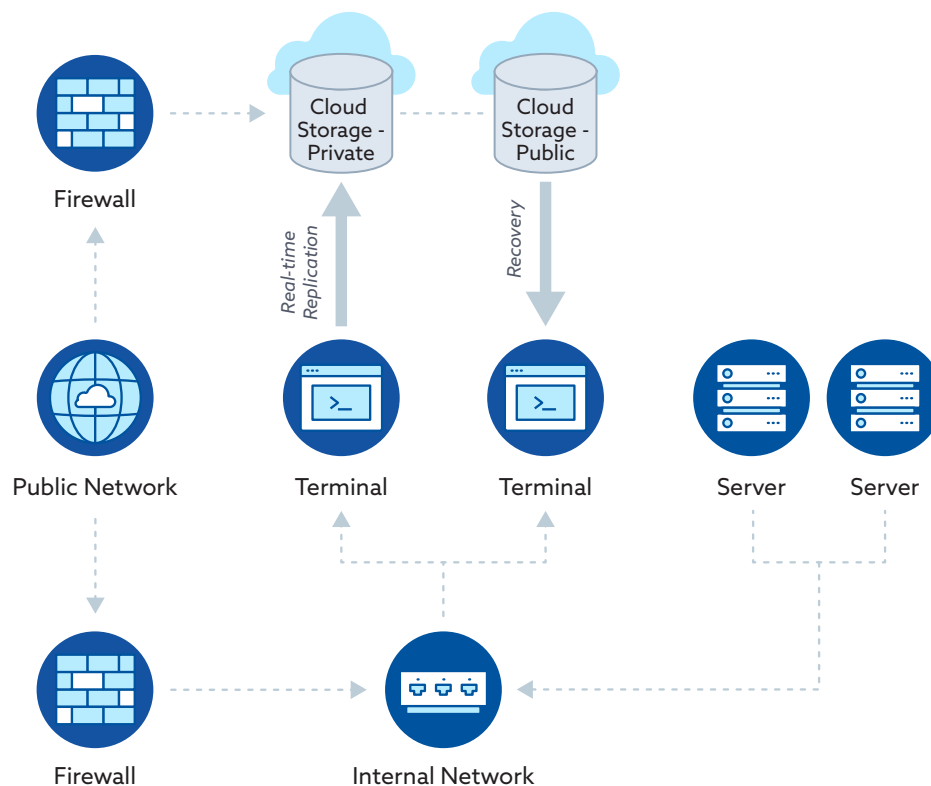 Cloud
Storage -
Private
Cloud
Storage -
Public
Firewall
Real-time
Replication
Recovery
Public Network
Terminal
Terminal
Server
Server
Firewall
Internal Network